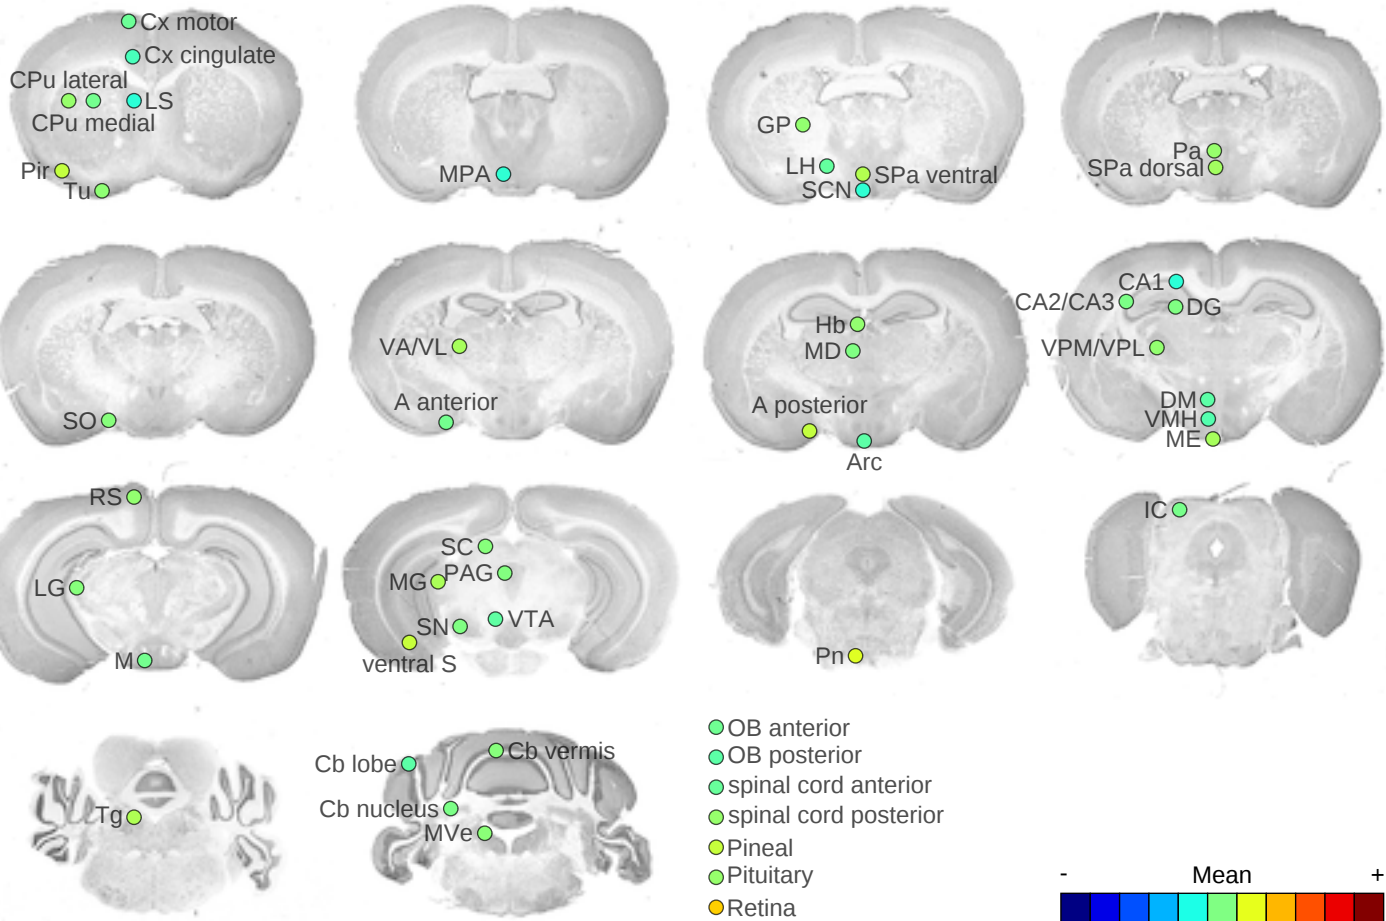 Cx motor
Cx cingulate
CPu lateral
LS
CPu medial
Pir
Tu
MPA
GP
LH
SPa ventral
SCN
Pa
SPa dorsal
SO
VA/VL
A anterior
Hb
MD
A posterior
Arc
CA1
CA2/CA3
DG
VPM/VPL
DM
VMH
ME
RS
LG
M
SC
MG
PAG
SN
VTA
ventral S
Pn
IC
Tg
Cb lobe
Cb vermis
Cb nucleus
MVe
OB anterior
OB posterior
spinal cord anterior
spinal cord posterior
Pineal
Pituitary
Retina
- Mean +